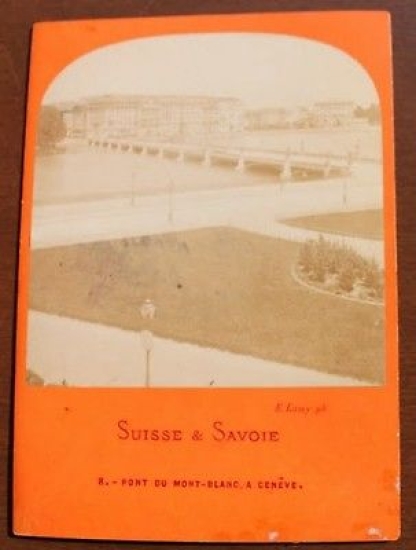 E. Lamy ph.
SUISSE & SAVOIE
8. - PONT DU MONT-BLANC, A GENÈVE.